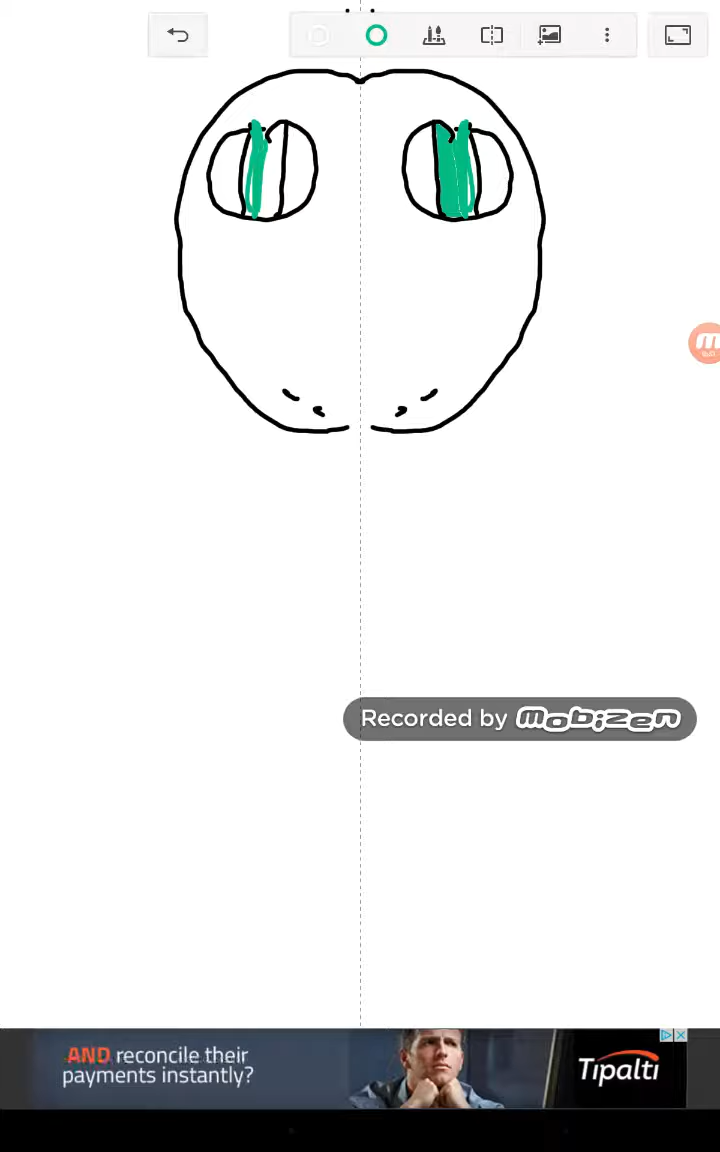 Recorded by mobizen
AND reconcile their
payments instantly?
Tipalti